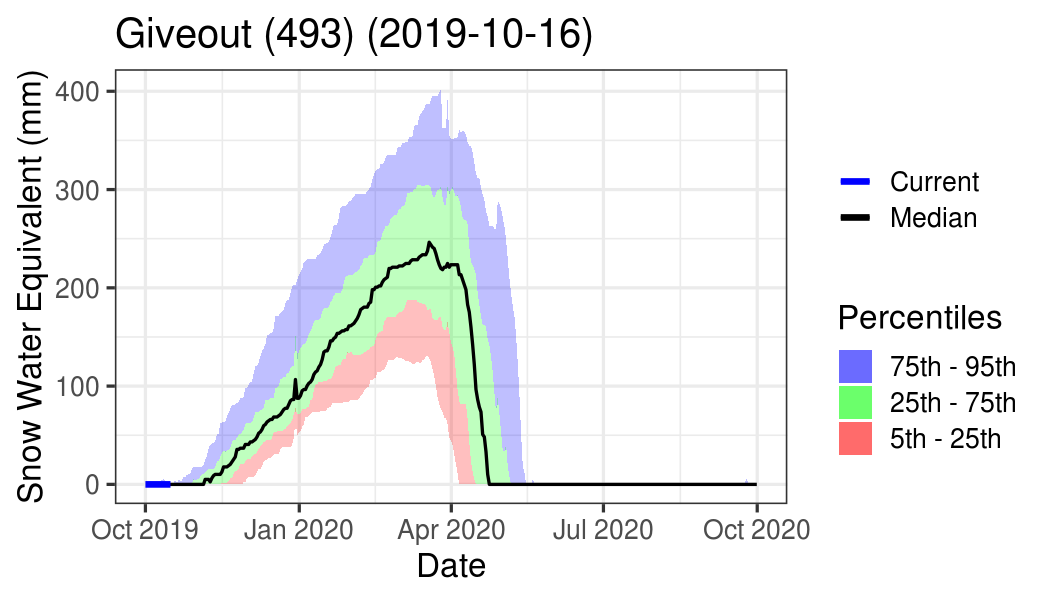 Giveout (493) (2019-10-16)
Snow Water Equivalent (mm)
400
300
200
100
0
Oct 2019
Jan 2020
Apr 2020
Jul 2020
Oct 2020
Date
Current
Median
Percentiles
75th - 95th
25th - 75th
5th - 25th